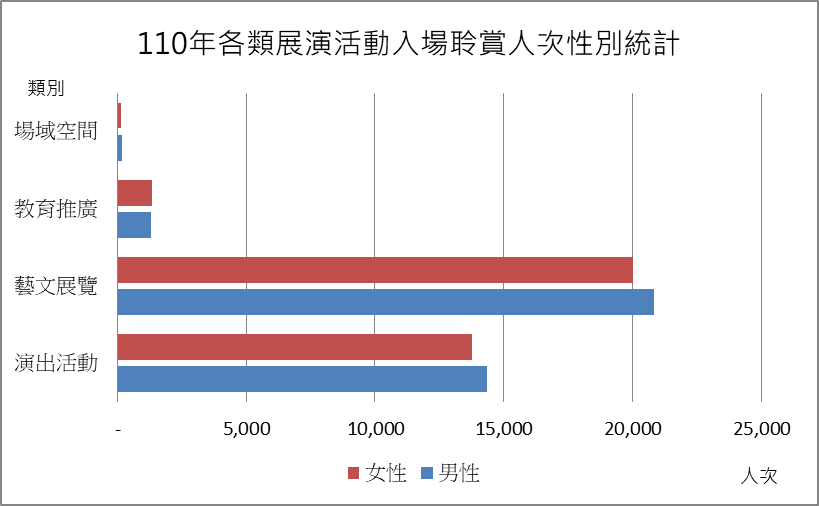 110年各類展演活動入場聆賞人次性別統計
類別
場域空間
教育推廣
藝文展覽
演出活動
- 5,000 10,000 15,000 20,000 25,000
女性 男性
人次